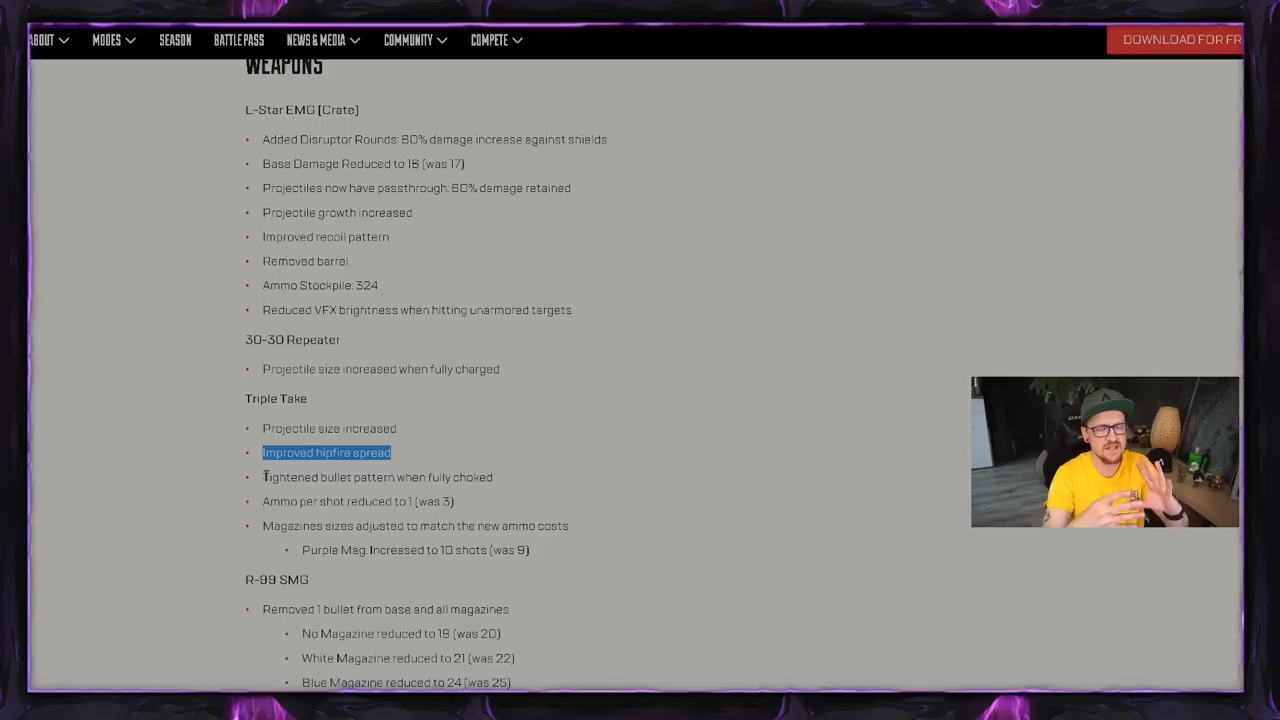 ABOUT MODES SEASON BATTLE PASS NEWS & MEDIA COMMUNITY COMPETE DOWNLOAD FOR FR
WEAPONS
L-Star EMG [Crate]
• Added Disruptor Rounds: 60% damage increase against shields
• Base Damage Reduced to 18 (was 17)
• Projectiles now have passthrough: 60% damage retained
• Projectile growth increased
• Improved recoil pattern
• Removed barrel
• Ammo Stockpile: 324
• Reduced VFX brightness when hitting unarmored targets
30-30 Repeater
• Projectile size increased when fully charged
Triple Take
• Projectile size increased
• Improved hipfire spread
• Tightened bullet pattern when fully choked
• Ammo per shot reduced to 1 (was 3)
• Magazines sizes adjusted to match the new ammo costs
• Purple Mag: Increased to 10 shots (was 9)
R-99 SMG
• Removed 1 bullet from base and all magazines
• No Magazine reduced to 19 (was 20)
• White Magazine reduced to 21 (was 22)
• Blue Magazine reduced to 24 (was 25)